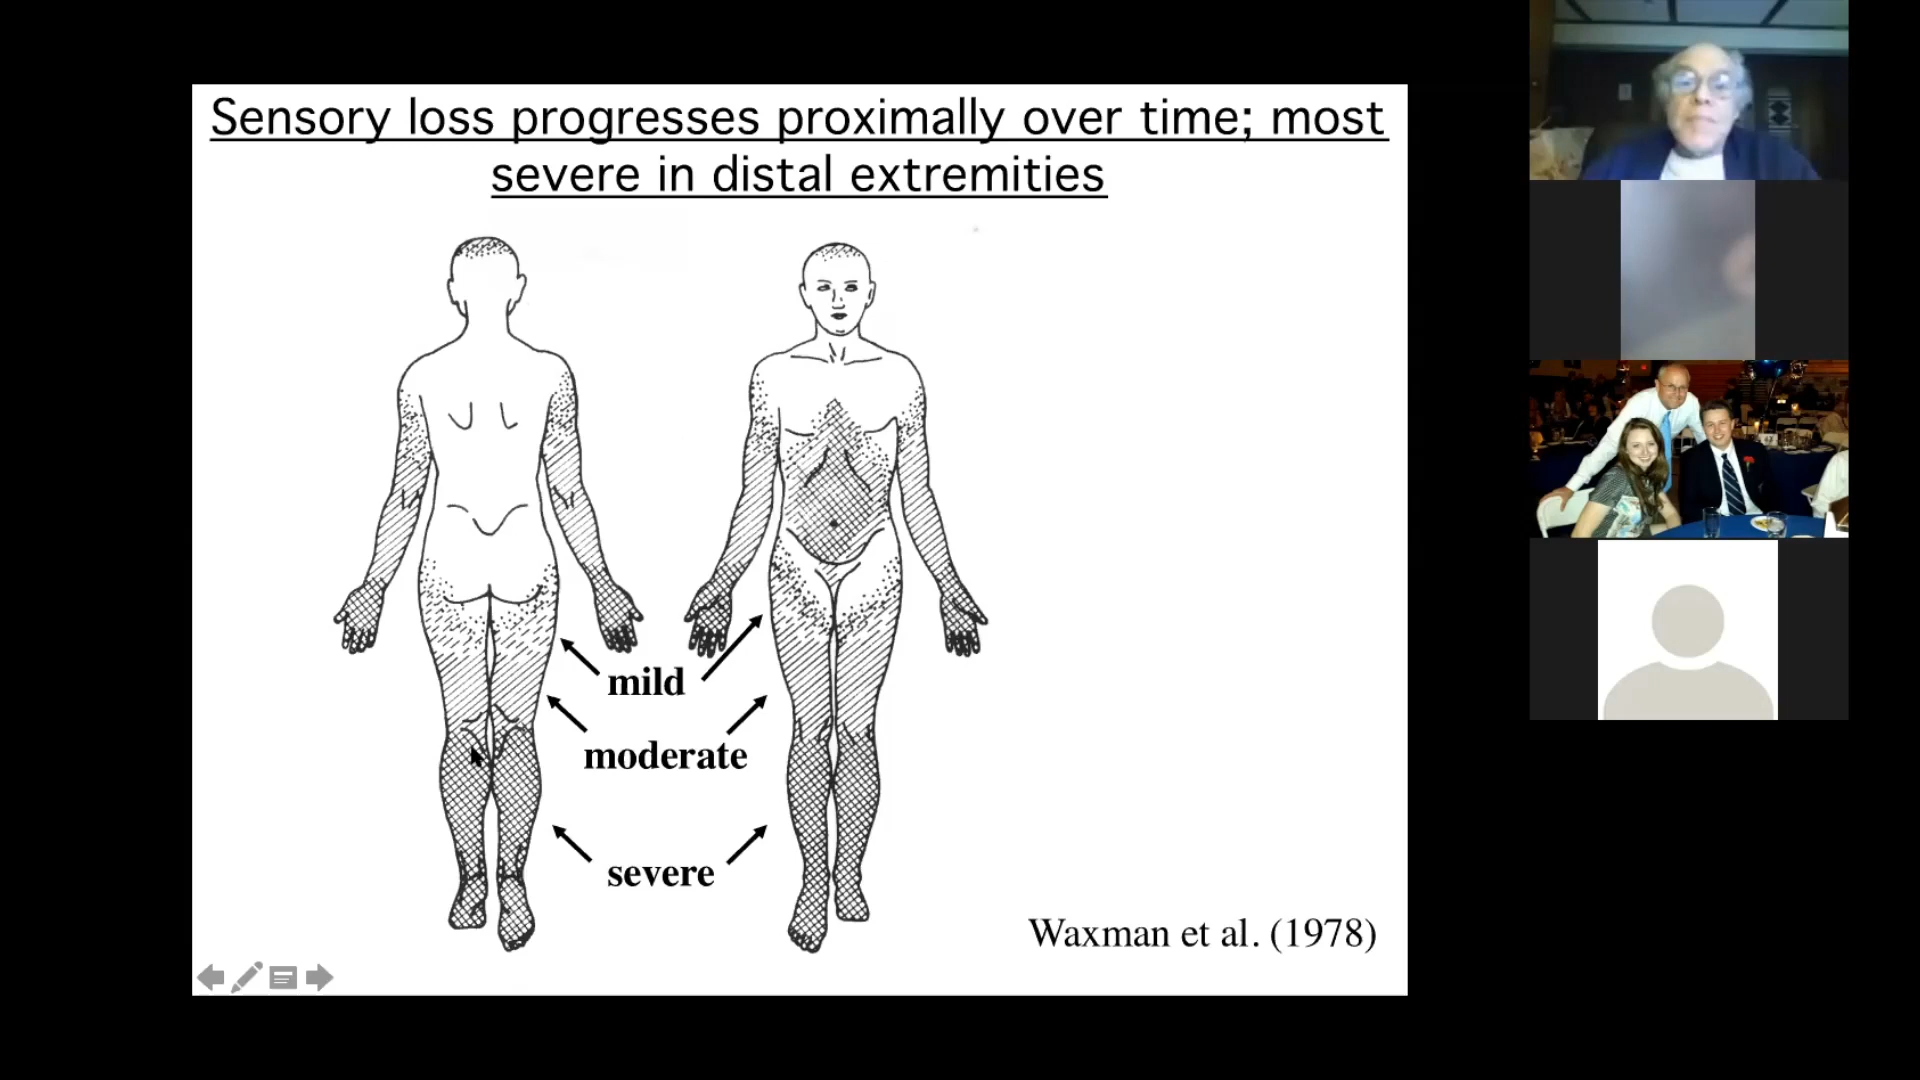 Sensory loss progresses proximally over time; most
severe in distal extremities
mild
moderate
severe
Waxman et al. (1978)